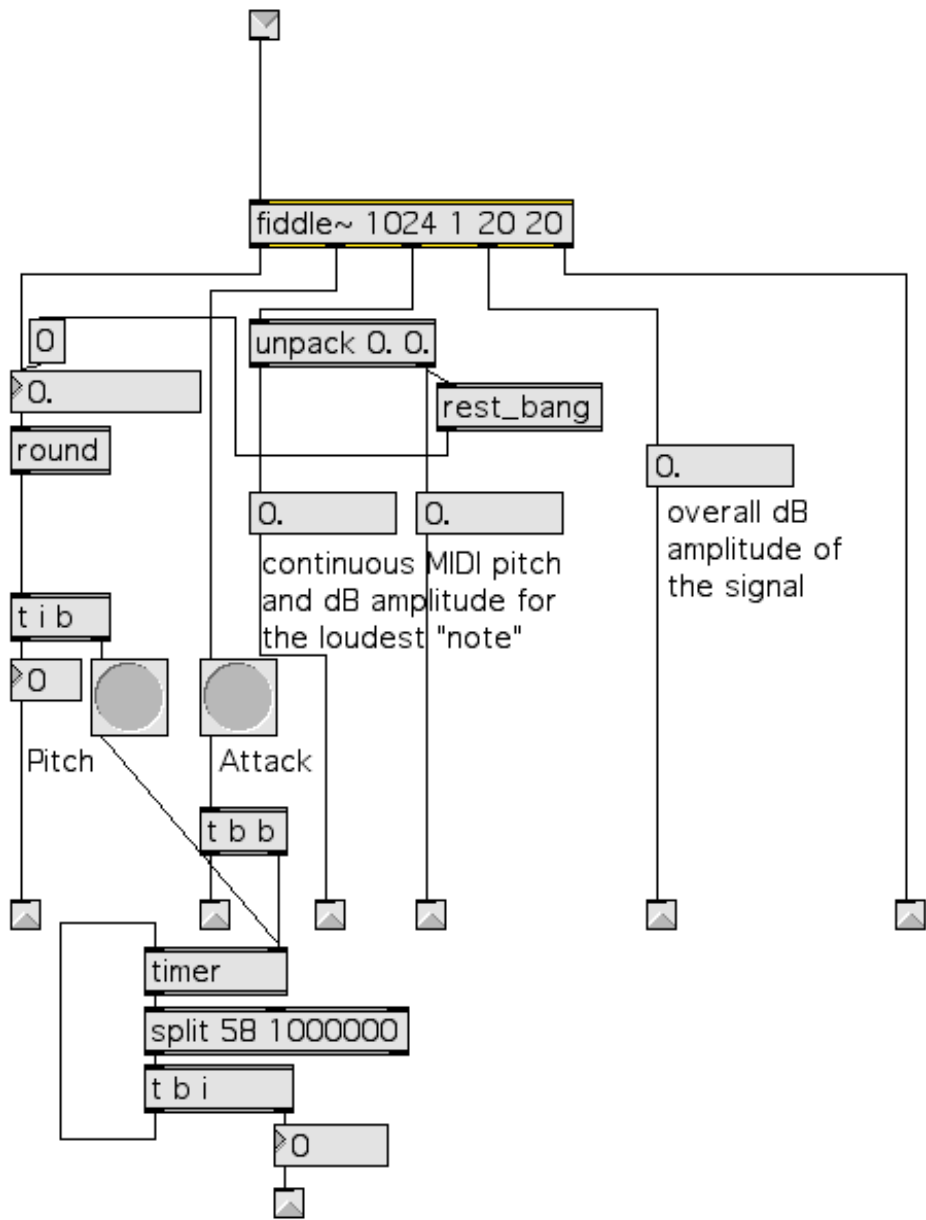 fiddle~ 1024 1 20 20
0
unpack 0. 0.
0.
rest_bang
round
0.
0.
0.
overall dB
amplitude of
the signal
continuous MIDI pitch
and dB amplitude for
the loudest "note"
t i b
0
Pitch
Attack
t b b
timer
split 58 1000000
t b i
0